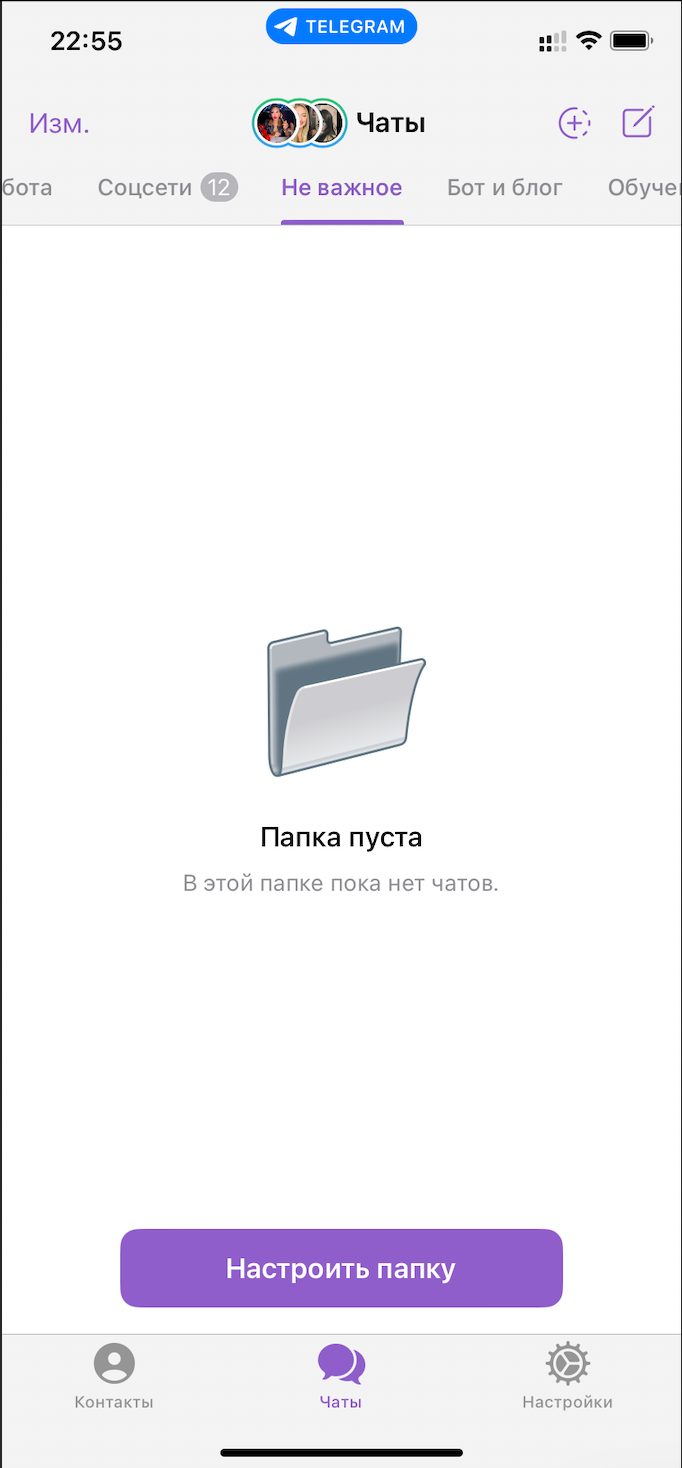 22:55
TELEGRAM
Изм.
Чаты
бота
Соцсети 12
Не важное
Бот и блог
Обуче
Папка пуста
В этой папке пока нет чатов.
Настроить папку
Контакты
Чаты
Настройки